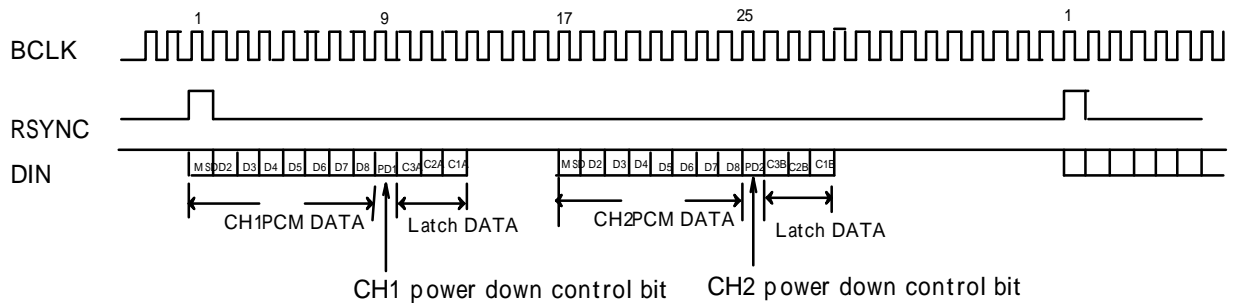 1 9 17 25 1
BCLK
RSYNC
DIN
MSD D2 D3 D4 D5 D6 D7 D8 PD1 C3A C2A C1A MSD D2 D3 D4 D5 D6 D7 D8 PD2 C3B C2B C1B
CH1PCM DATA Latch DATA CH2PCM DATA Latch DATA
CH1 power down control bit CH2 power down control bit